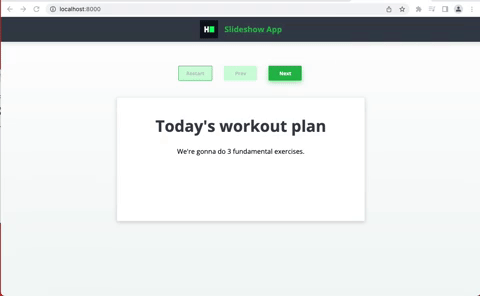 localhost:8000
H
Slideshow App
Restart Prev Next
Today's workout plan
We're gonna do 3 fundamental exercises.